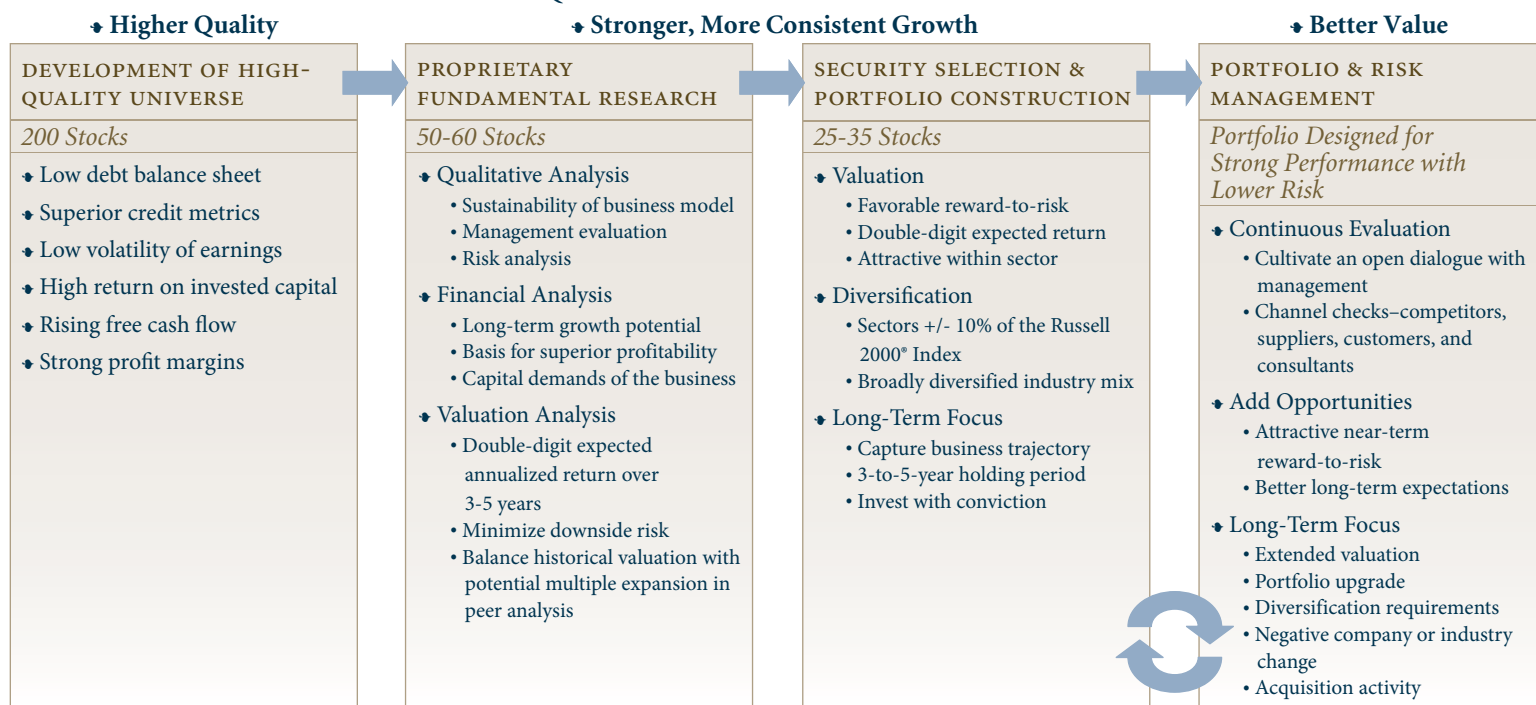 Higher Quality
Stronger, More Consistent Growth
Better Value
DEVELOPMENT OF HIGH-
QUALITY UNIVERSE
200 Stocks
Low debt balance sheet
Superior credit metrics
Low volatility of earnings
High return on invested capital
Rising free cash flow
Strong profit margins
PROPRIETARY
FUNDAMENTAL RESEARCH
50-60 Stocks
Qualitative Analysis
• Sustainability of business model
• Management evaluation
• Risk analysis
Financial Analysis
• Long-term growth potential
• Basis for superior profitability
• Capital demands of the business
Valuation Analysis
• Double-digit expected
annualized return over
3-5 years
• Minimize downside risk
• Balance historical valuation with
potential multiple expansion in
peer analysis
SECURITY SELECTION &
PORTFOLIO CONSTRUCTION
25-35 Stocks
Valuation
• Favorable reward-to-risk
• Double-digit expected return
• Attractive within sector
Diversification
• Sectors +/- 10% of the Russell
2000® Index
• Broadly diversified industry mix
Long-Term Focus
• Capture business trajectory
• 3-to-5-year holding period
• Invest with conviction
PORTFOLIO & RISK
MANAGEMENT
Portfolio Designed for
Strong Performance with
Lower Risk
Continuous Evaluation
• Cultivate an open dialogue with
management
• Channel checks–competitors,
suppliers, customers, and
consultants
Add Opportunities
• Attractive near-term
reward-to-risk
• Better long-term expectations
Long-Term Focus
• Extended valuation
• Portfolio upgrade
• Diversification requirements
• Negative company or industry
change
• Acquisition activity